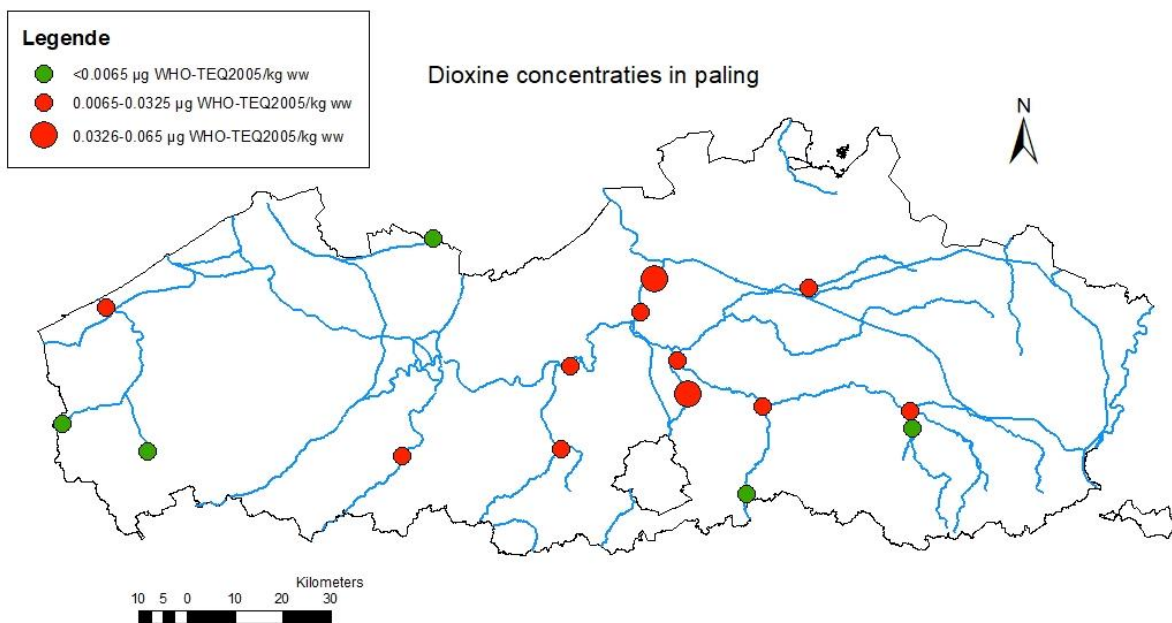 Legende
<0.0065 µg WHO-TEQ2005/kg ww
0.0065-0.0325 µg WHO-TEQ2005/kg ww
0.0326-0.065 µg WHO-TEQ2005/kg ww
Dioxine concentraties in paling
N
Kilometers
10 5 0 10 20 30